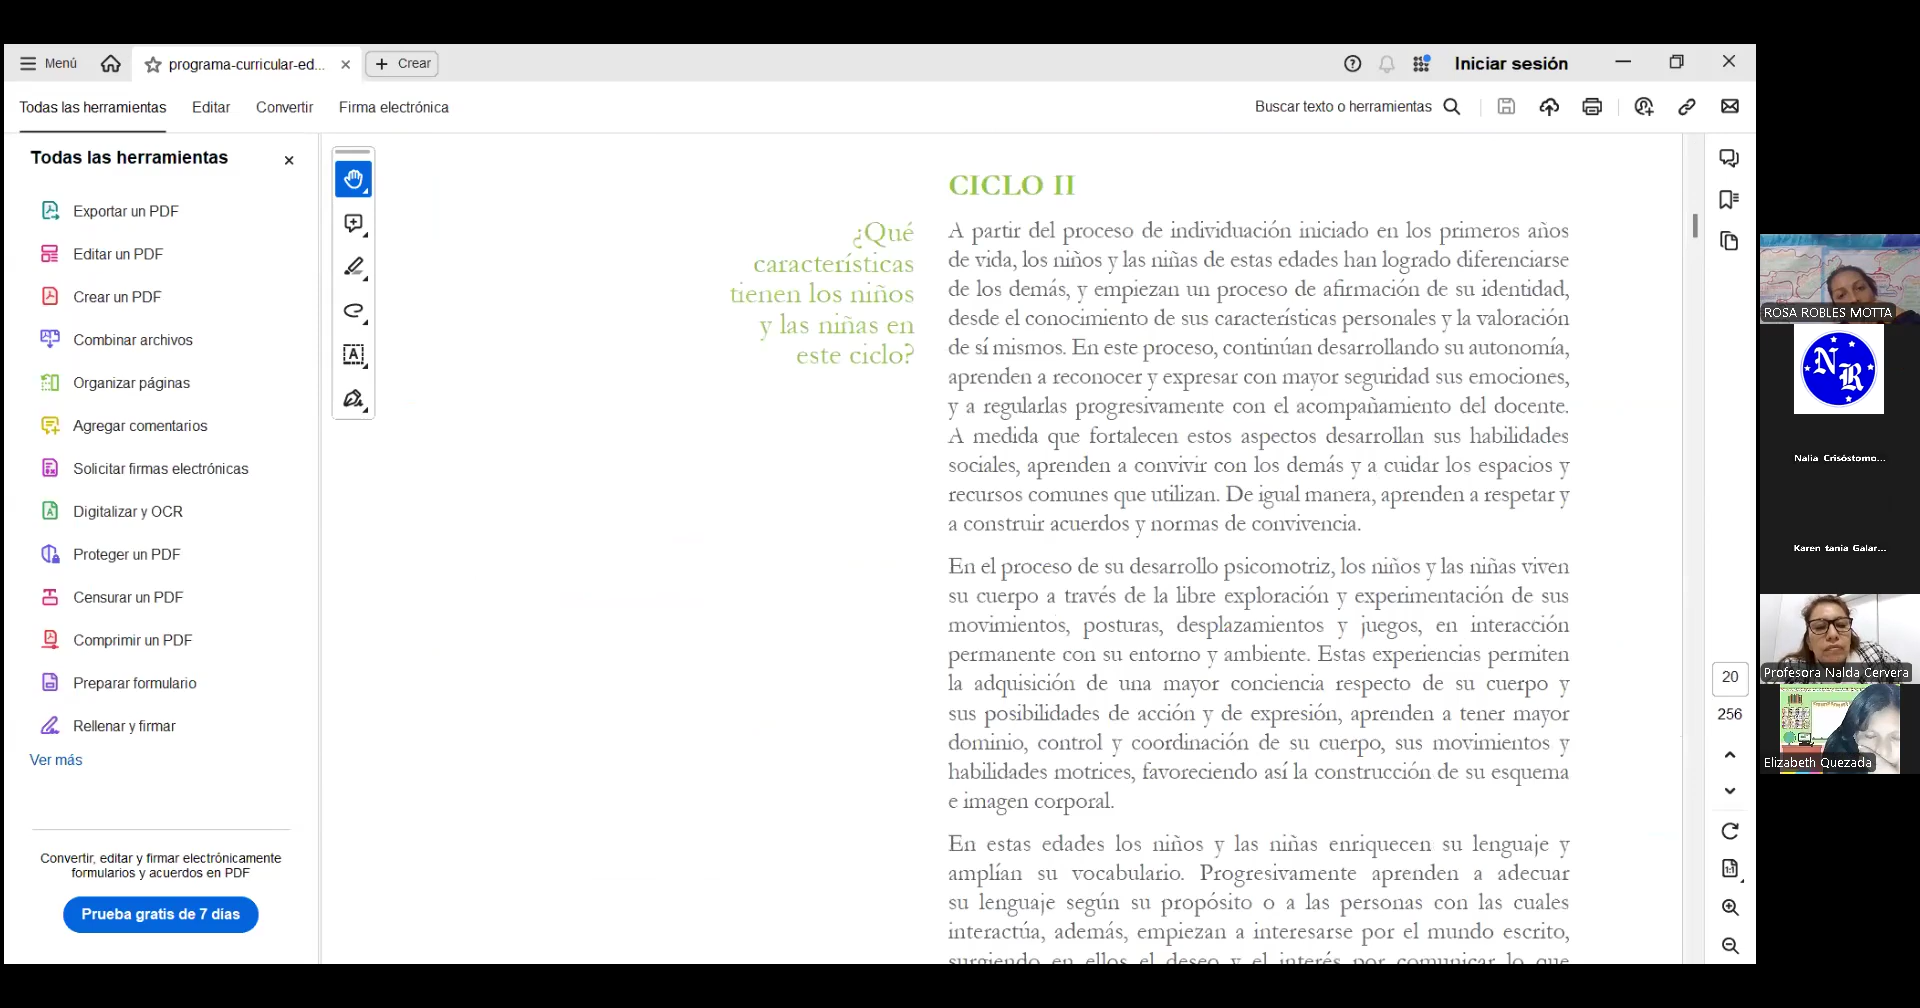 Menú
programa-curricular-ed...
Crear
Iniciar sesión
Todas las herramientas
Editar
Convertir
Firma electrónica
Buscar texto o herramientas
Todas las herramientas
Exportar un PDF
Editar un PDF
Crear un PDF
Combinar archivos
Organizar páginas
Agregar comentarios
Solicitar firmas electrónicas
Digitalizar y OCR
Proteger un PDF
Censurar un PDF
Comprimir un PDF
Preparar formulario
Rellenar y firmar
Ver más
Convertir, editar y firmar electrónicamente
formularios y acuerdos en PDF
Prueba gratis de 7 días
¿Qué
características
tienen los niños
y las niñas en
este ciclo?
CICLO II
A partir del proceso de individuación iniciado en los primeros años
de vida, los niños y las niñas de estas edades han logrado diferenciarse
de los demás, y empiezan un proceso de afirmación de su identidad,
desde el conocimiento de sus características personales y la valoración
de sí mismos. En este proceso, continúan desarrollando su autonomía,
aprenden a reconocer y expresar con mayor seguridad sus emociones,
y a regularlas progresivamente con el acompañamiento del docente.
A medida que fortalecen estos aspectos desarrollan sus habilidades
sociales, aprenden a convivir con los demás y a cuidar los espacios y
recursos comunes que utilizan. De igual manera, aprenden a respetar y
a construir acuerdos y normas de convivencia.
En el proceso de su desarrollo psicomotriz, los niños y las niñas viven
su cuerpo a través de la libre exploración y experimentación de sus
movimientos, posturas, desplazamientos y juegos, en interacción
permanente con su entorno y ambiente. Estas experiencias permiten
la adquisición de una mayor conciencia respecto de su cuerpo y
sus posibilidades de acción y de expresión, aprenden a tener mayor
dominio, control y coordinación de su cuerpo, sus movimientos y
habilidades motrices, favoreciendo así la construcción de su esquema
e imagen corporal.
En estas edades los niños y las niñas enriquecen su lenguaje y
amplían su vocabulario. Progresivamente aprenden a adecuar
su lenguaje según su propósito o a las personas con las cuales
interactúa, además, empiezan a interesarse por el mundo escrito,
surgiendo en ellos el deseo y el interés por comunicar lo que
20
256
ROSA ROBLES MOTTA
N R
Nalia Crisóstomo...
Karen tania Galar...
Profesora Nalda Cervera
Elizabeth Quezada